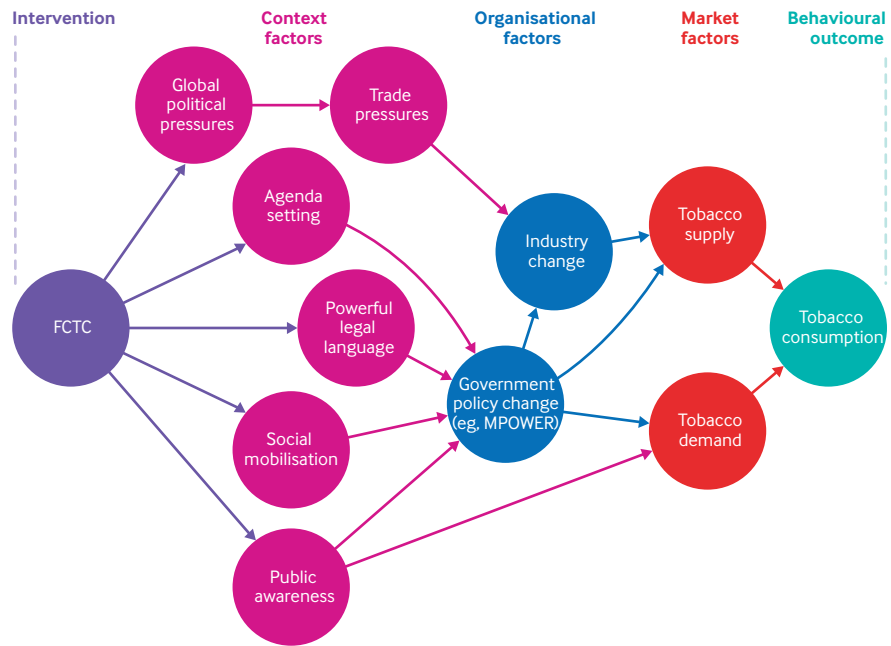 Intervention
Context
factors
Organisational
factors
Market
factors
Behavioural
outcome
Global
political
pressures
Trade
pressures
Agenda
setting
Industry
change
Tobacco
supply
FCTC
Powerful
legal
language
Tobacco
consumption
Government
policy change
(eg, MPOWER)
Social
mobilisation
Tobacco
demand
Public
awareness